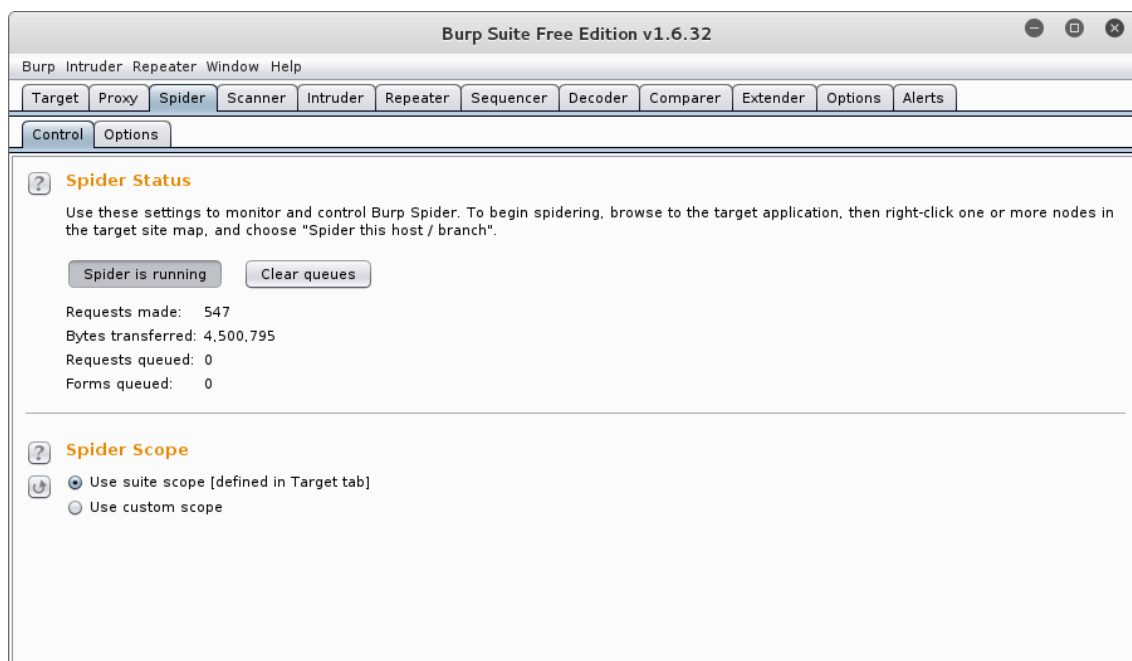 Burp Suite Free Edition v1.6.32
Burp Intruder Repeater Window Help
Target Proxy Spider Scanner Intruder Repeater Sequencer Decoder Comparer Extender Options Alerts
Control Options
? Spider Status
Use these settings to monitor and control Burp Spider. To begin spidering, browse to the target application, then right-click one or more nodes in
the target site map, and choose "Spider this host / branch".
Spider is running Clear queues
Requests made: 547
Bytes transferred: 4,500,795
Requests queued: 0
Forms queued: 0
? Spider Scope
Use suite scope [defined in Target tab]
Use custom scope